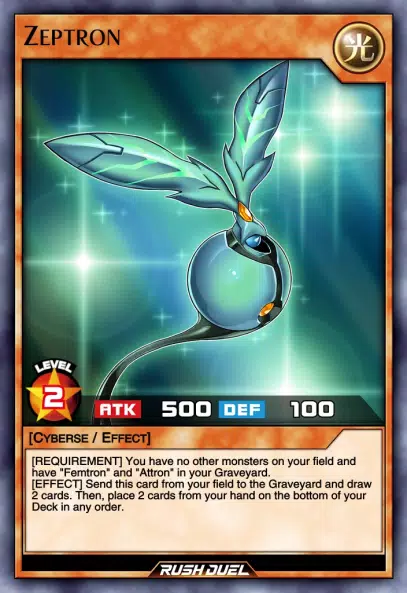 ZEPTRON
光
LEVEL
2
ATK 500 DEF 100
[CYBERSE / EFFECT]
[REQUIREMENT] You have no other monsters on your field and
have "Femtron" and "Attron" in your Graveyard.
[EFFECT] Send this card from your field to the Graveyard and draw
2 cards. Then, place 2 cards from your hand on the bottom of your
Deck in any order.
RUSH DUEL